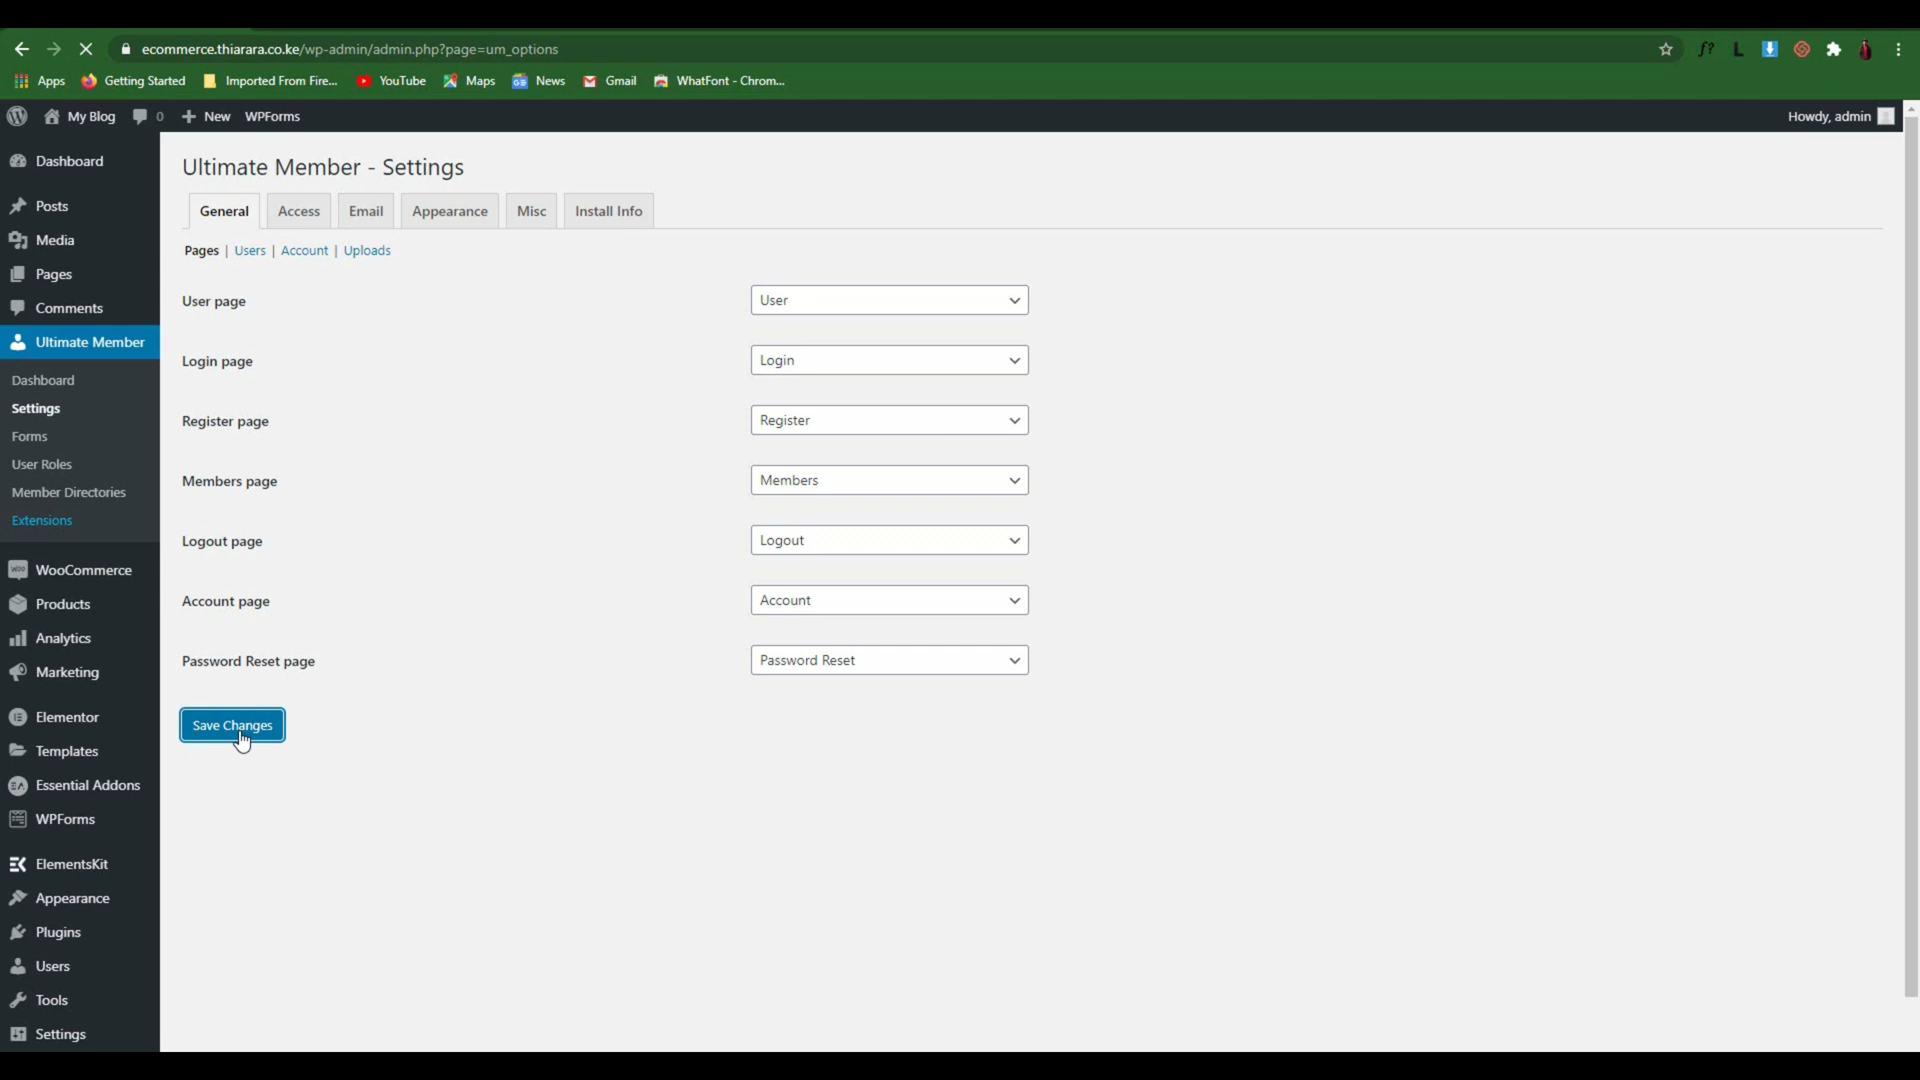 ecommerce.thiarara.co.ke/wp-admin/admin.php?page=um_options
Apps Getting Started Imported From Fire... YouTube Maps News Gmail WhatFont - Chrom...
My Blog 0 New WPForms Howdy, admin
Dashboard
Posts
Media
Pages
Comments
Ultimate Member
Dashboard
Settings
Forms
User Roles
Member Directories
Extensions
WooCommerce
Products
Analytics
Marketing
Elementor
Templates
Essential Addons
WPForms
ElementsKit
Appearance
Plugins
Users
Tools
Settings
Ultimate Member - Settings
General Access Email Appearance Misc Install Info
Pages | Users | Account | Uploads
User page User
Login page Login
Register page Register
Members page Members
Logout page Logout
Account page Account
Password Reset page Password Reset
Save Changes